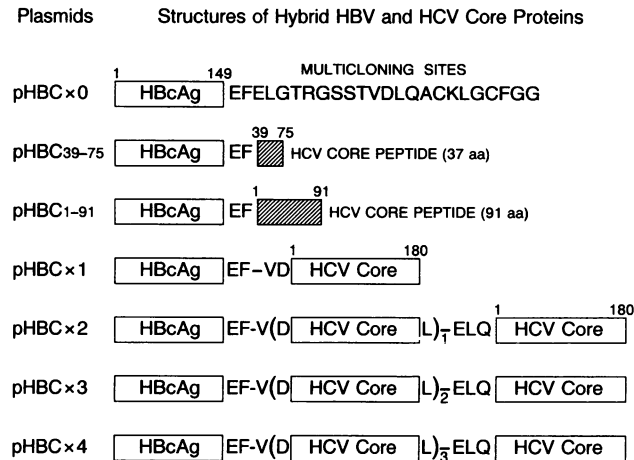 Plasmids Structures of Hybrid HBV and HCV Core Proteins
1 149 MULTICLONING SITES
pHBC×0 HBcAg EFELGTRGSSTVDLQACKLGCFGG
39 75
pHBC39–75 HBcAg EF HCV CORE PEPTIDE (37 aa)
1 91
pHBC1–91 HBcAg EF HCV CORE PEPTIDE (91 aa)
1 180
pHBC×1 HBcAg EF–VD HCV Core
1 180
pHBC×2 HBcAg EF-V(D HCV Core L)1 ELQ HCV Core
pHBC×3 HBcAg EF-V(D HCV Core L)2 ELQ HCV Core
pHBC×4 HBcAg EF-V(D HCV Core L)3 ELQ HCV Core